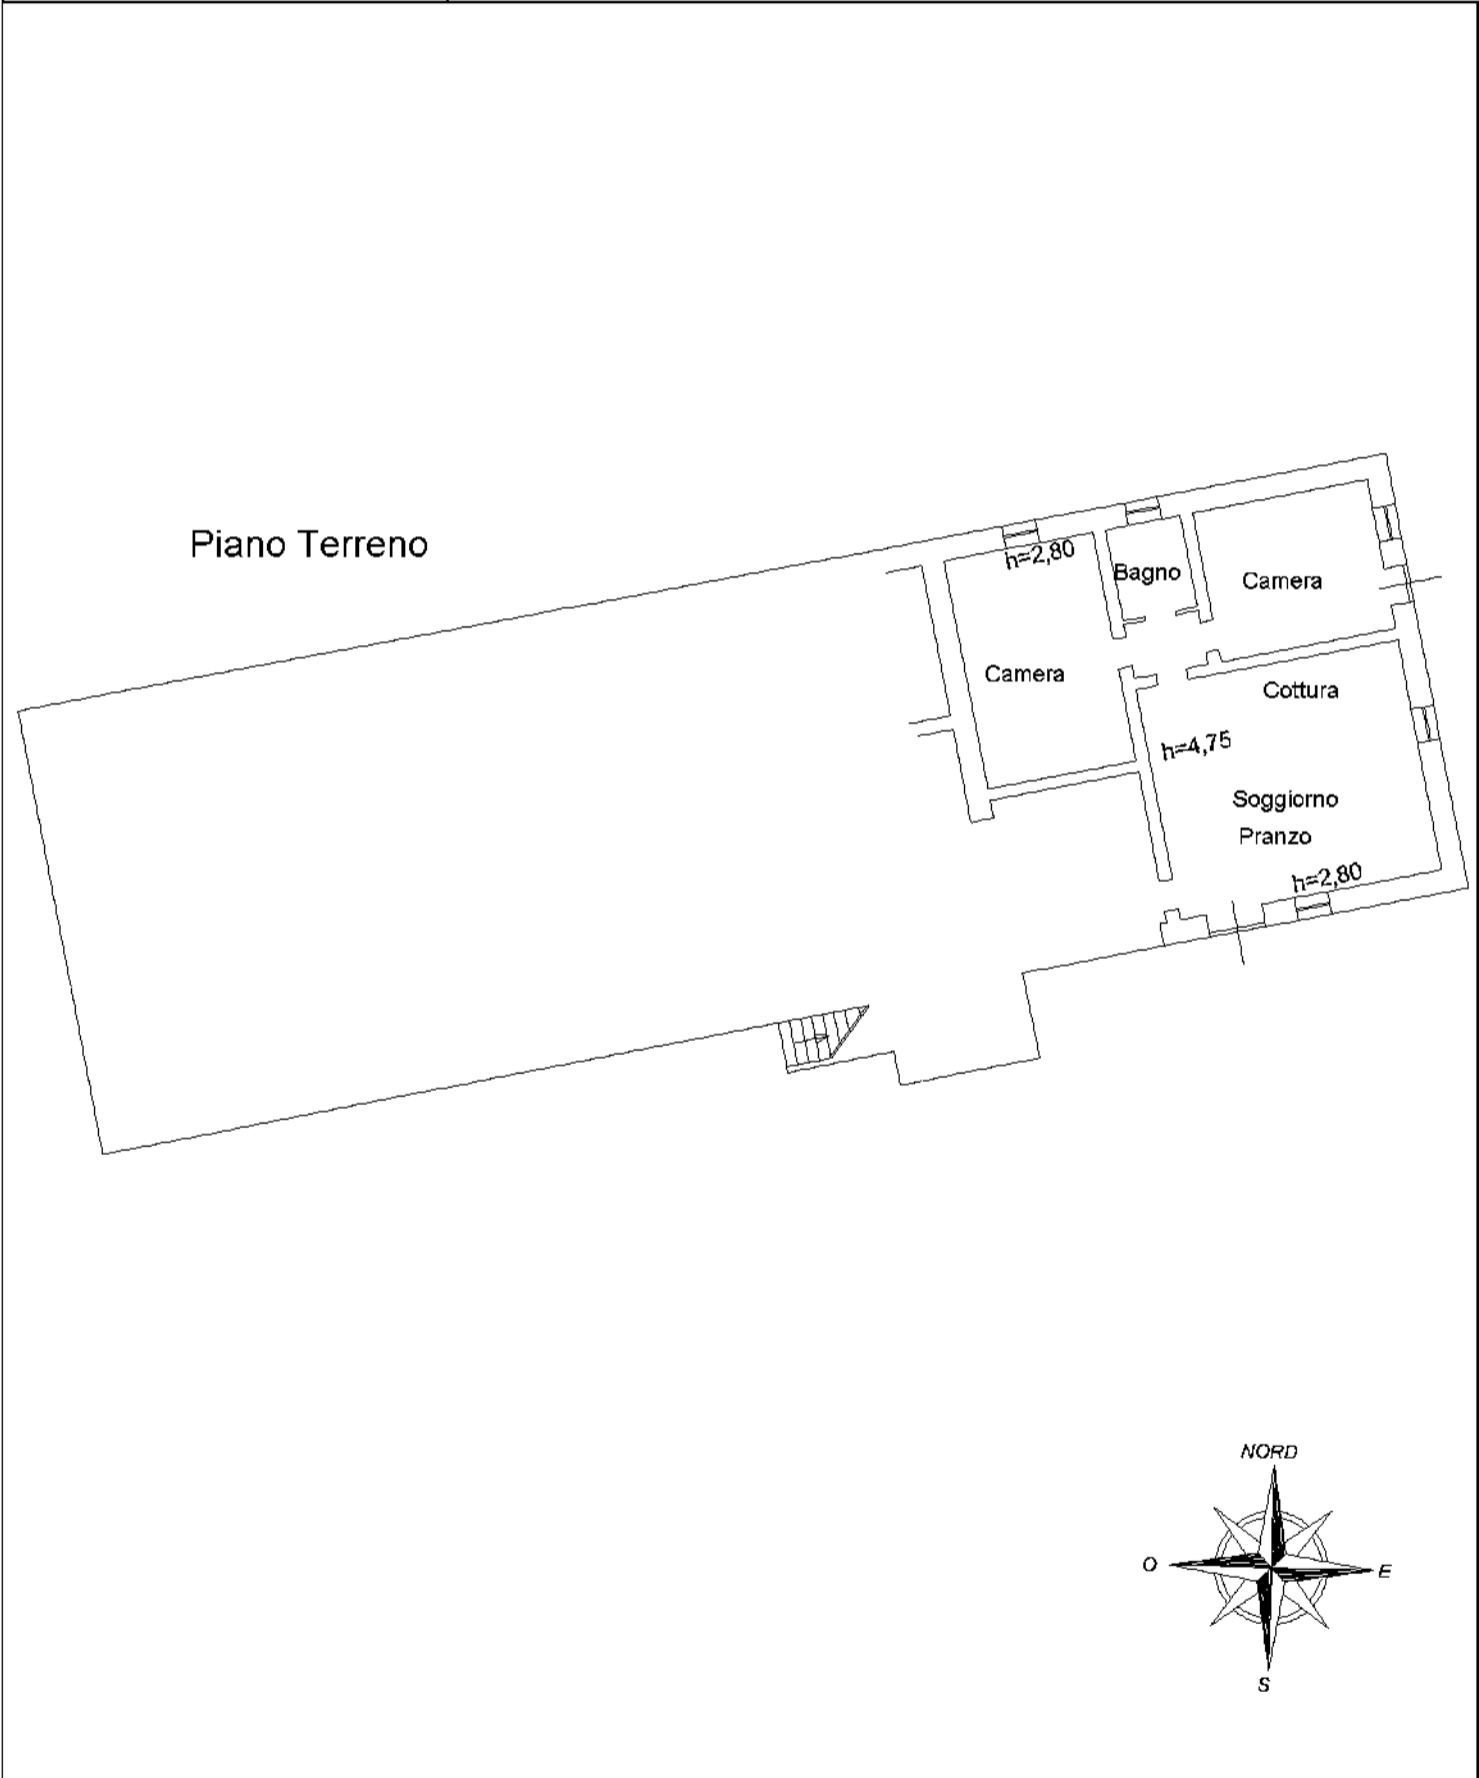 Piano Terreno
h=2,80
Bagno
Camera
Camera
Cottura
h=4,75
Soggiorno
Pranzo
h=2,80
NORD
O
E
S